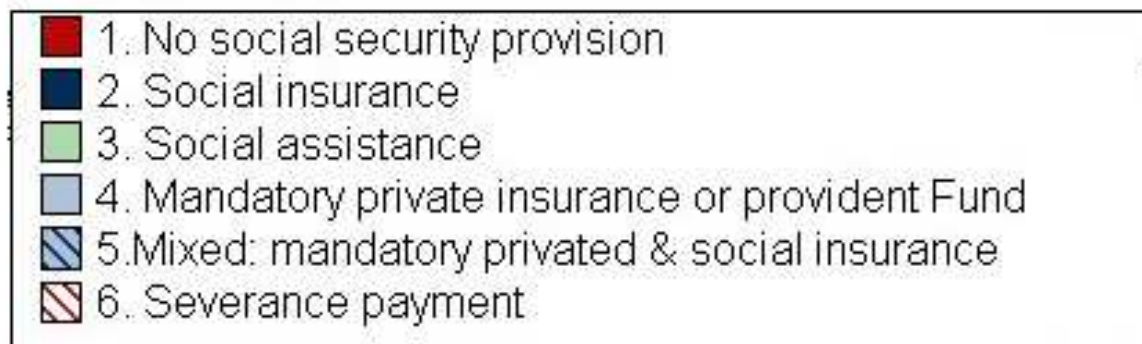 1. No social security provision
2. Social insurance
3. Social assistance
4. Mandatory private insurance or provident Fund
5.Mixed: mandatory privated & social insurance
6. Severance payment